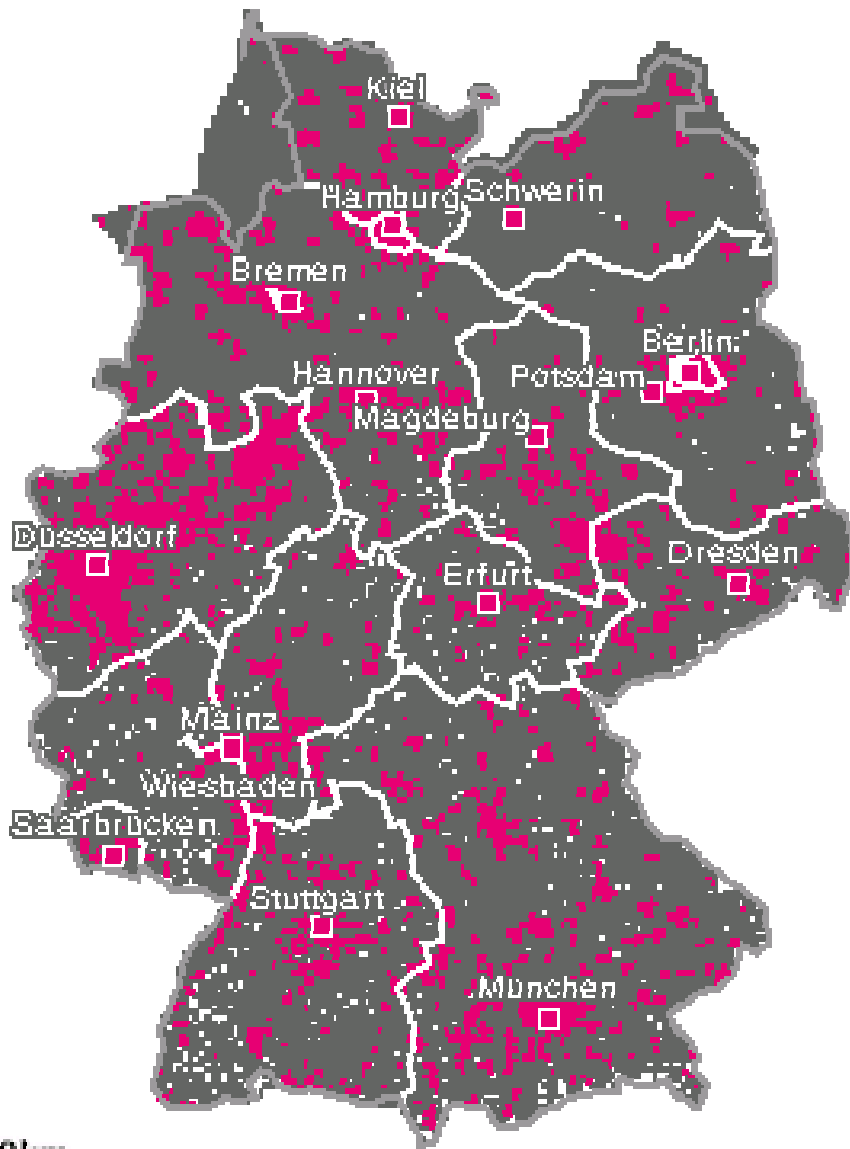 Kiel
Hamburg
Schwerin
Bremen
Berlin
Hannover
Potsdam
Magdeburg
Düsseldorf
Dresden
Erfurt
Mainz
Wiesbaden
Saarbrücken
Stuttgart
München